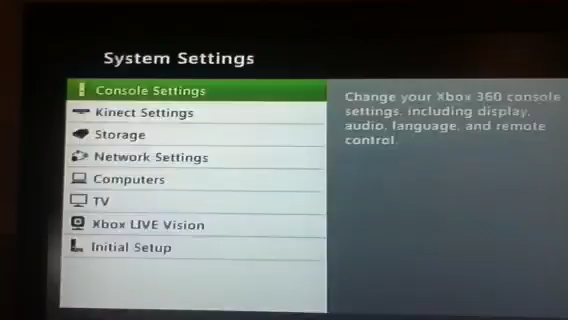 System Settings
Console Settings
Kinect Settings
Storage
Network Settings
Computers
TV
Xbox LIVE Vision
Initial Setup
Change your Xbox 360 console
settings, including display,
audio, language, and remote
control.